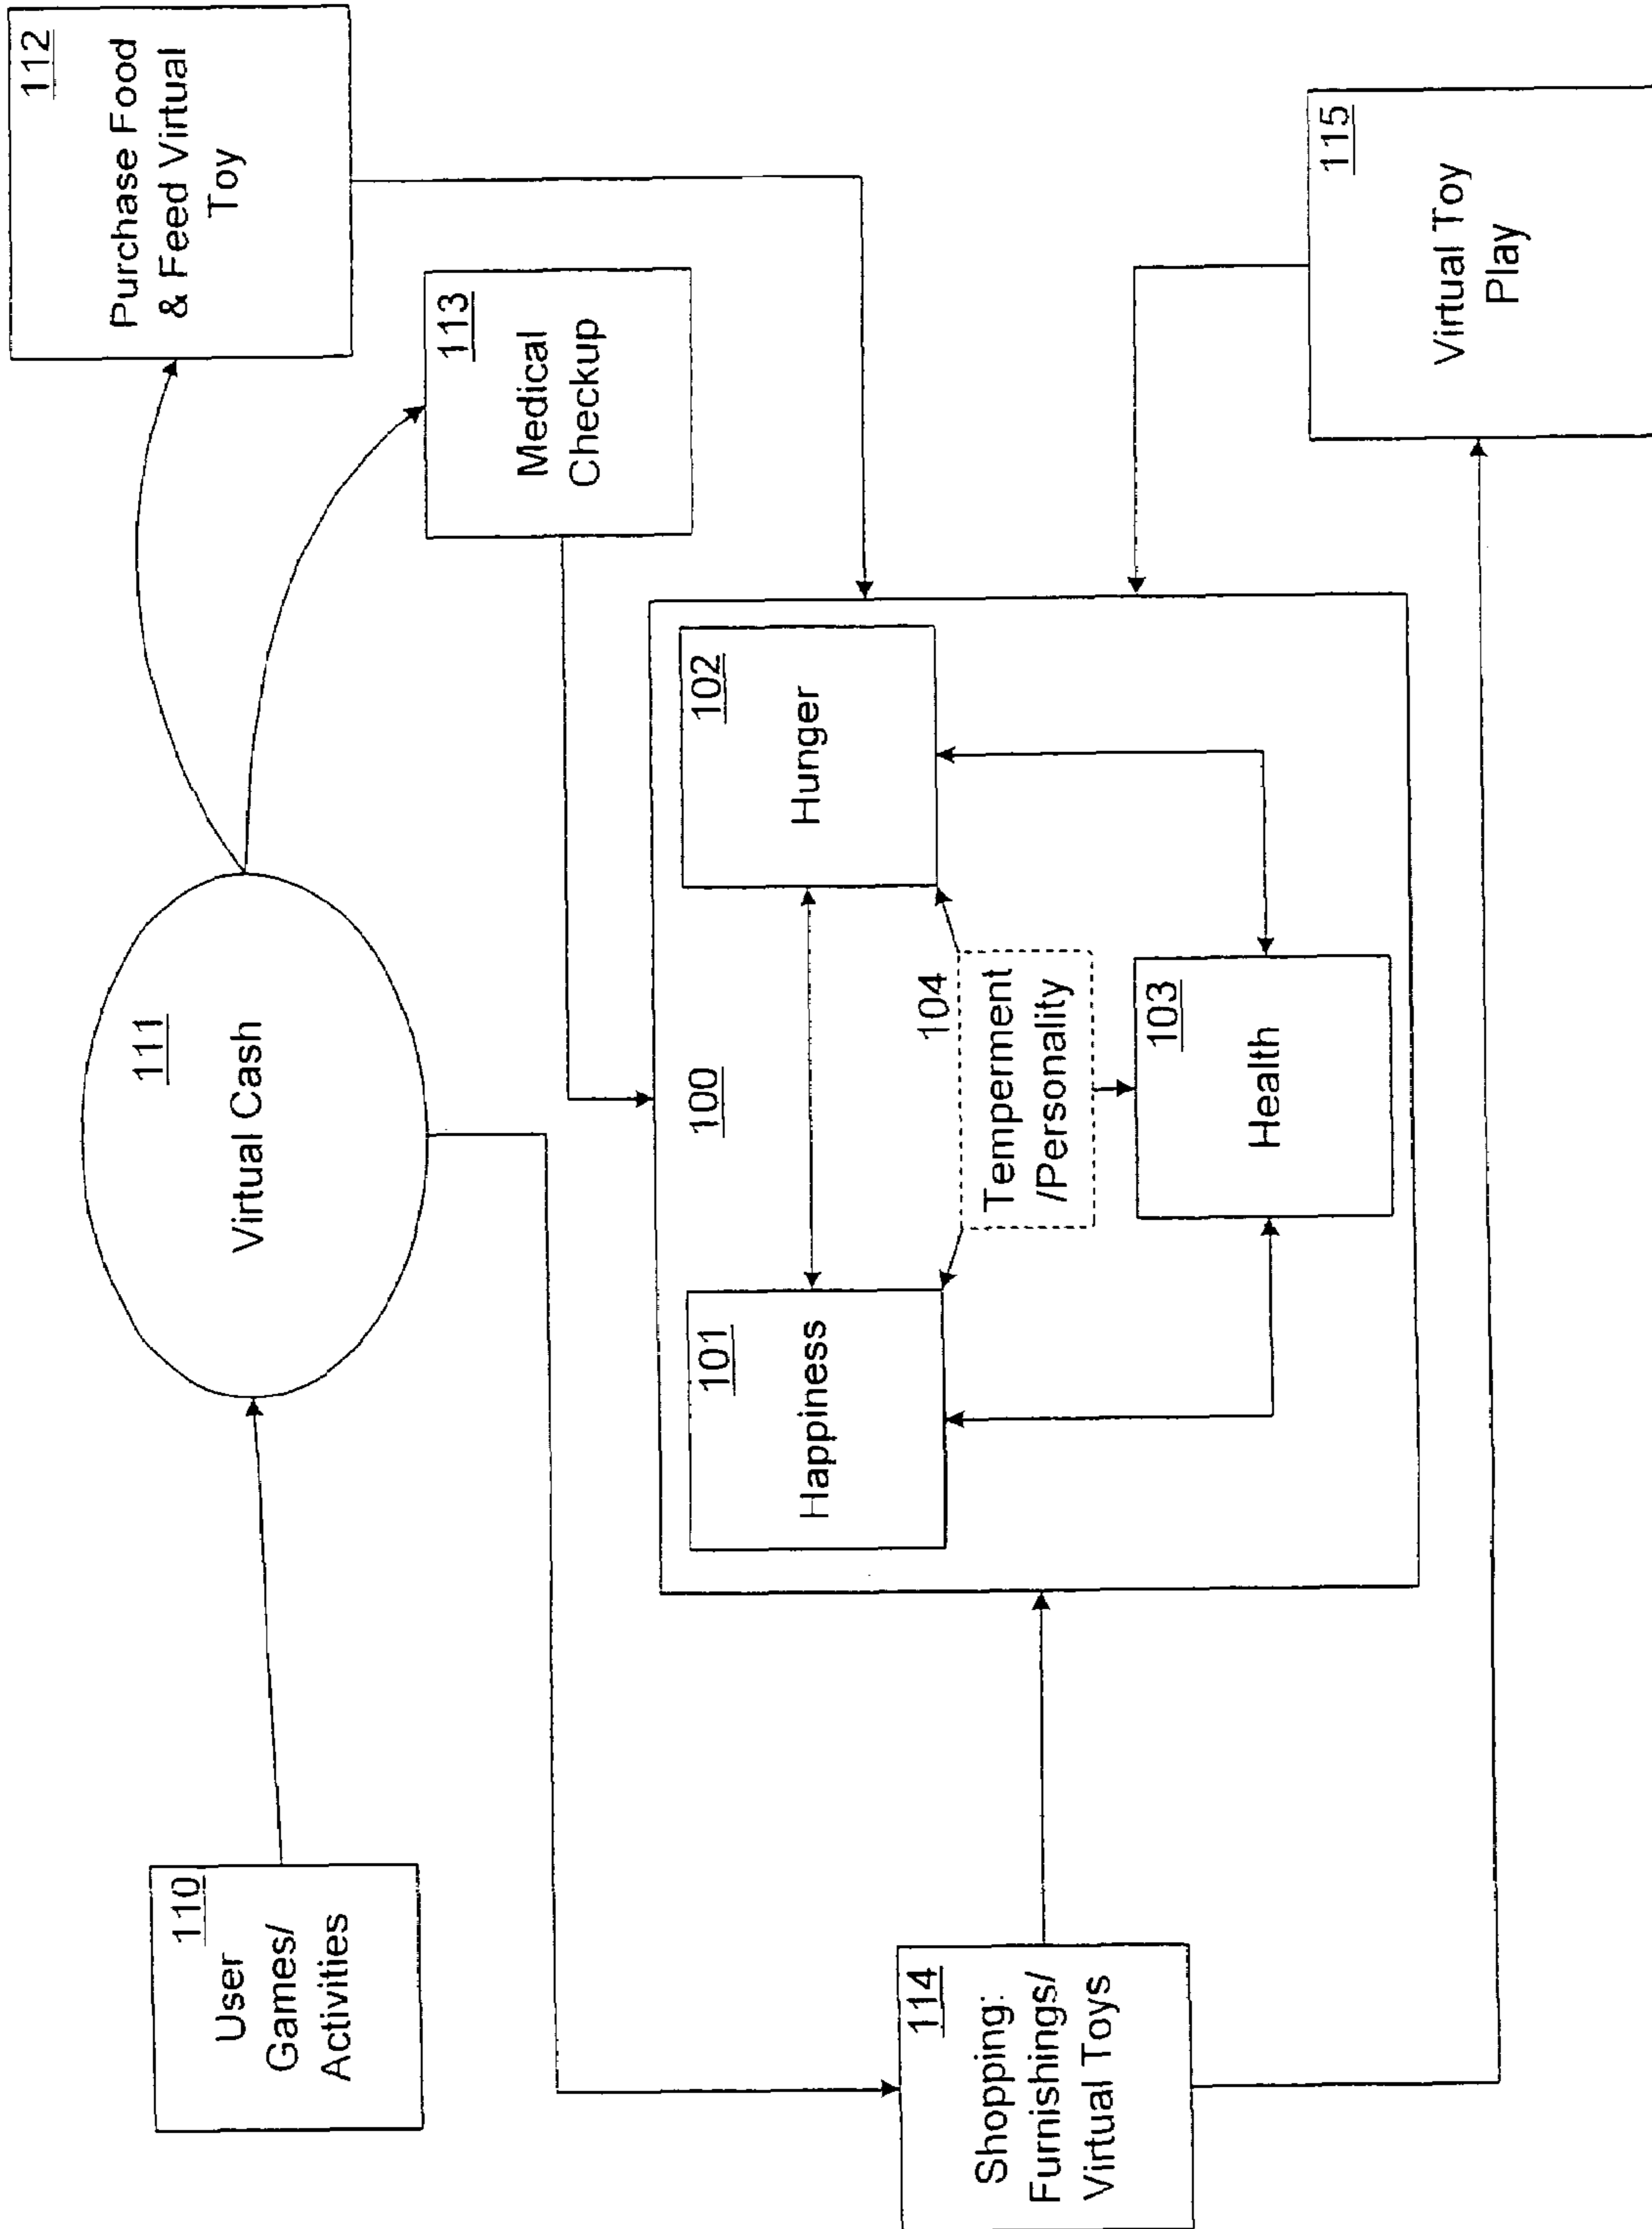 112
Purchase Food
& Feed Virtual
Toy
113
Medical
Checkup
111
Virtual Cash
110
User
Games/
Activities
100
101
Happiness
102
Hunger
104
Temperment
/Personality
103
Health
114
Shopping:
Furnishings/
Virtual Toys
115
Virtual Toy
Play